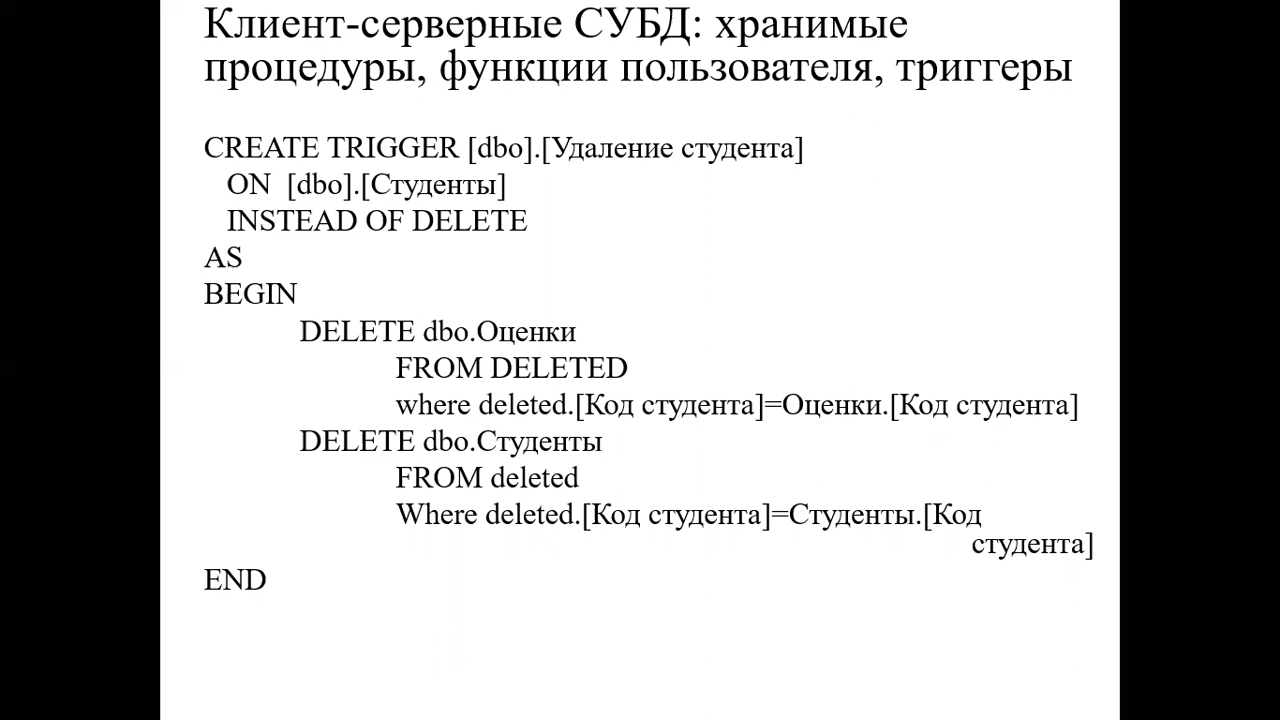 Клиент-серверные СУБД: хранимые
процедуры, функции пользователя, триггеры
CREATE TRIGGER [dbo].[Удаление студента]
ON [dbo].[Студенты]
INSTEAD OF DELETE
AS
BEGIN
DELETE dbo.Оценки
FROM DELETED
where deleted.[Код студента]=Оценки.[Код студента]
DELETE dbo.Студенты
FROM deleted
Where deleted.[Код студента]=Студенты.[Код
студента]
END